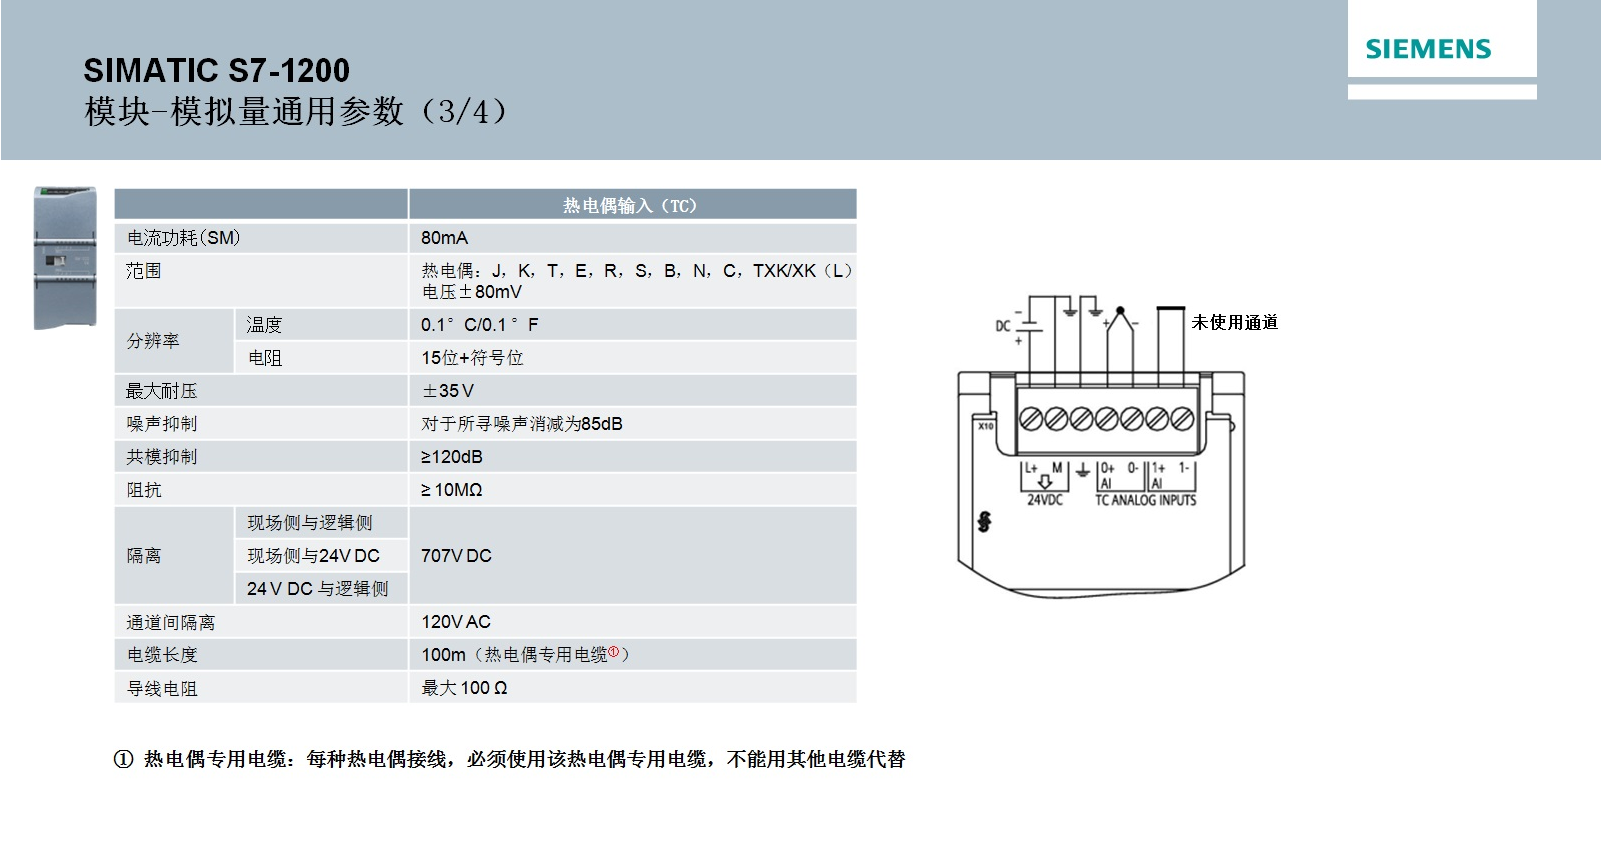 SIMATIC S7-1200
模块-模拟量通用参数（3/4）
SIEMENS
热电偶输入（TC）
电流功耗（SM）
80mA
范围
热电偶：J，K，T，E，R，S，B，N，C，TXK/XK（L）
电压±80mV
分辨率
温度
0.1°C/0.1°F
电阻
15位+符号位
最大耐压
±35V
噪声抑制
对于所寻噪声消减为85dB
共模抑制
≥120dB
阻抗
≥10MΩ
隔离
现场侧与逻辑侧
现场侧与24V DC
24V DC 与逻辑侧
707V DC
通道间隔离
120V AC
电缆长度
100m（热电偶专用电缆①）
导线电阻
最大 100 Ω
① 热电偶专用电缆：每种热电偶接线，必须使用该热电偶专用电缆，不能用其他电缆代替
DC
－
+
+
－
未使用通道
X10
L+ M 0+ 0- 1+ 1-
AI AI
24VDC TC ANALOG INPUTS